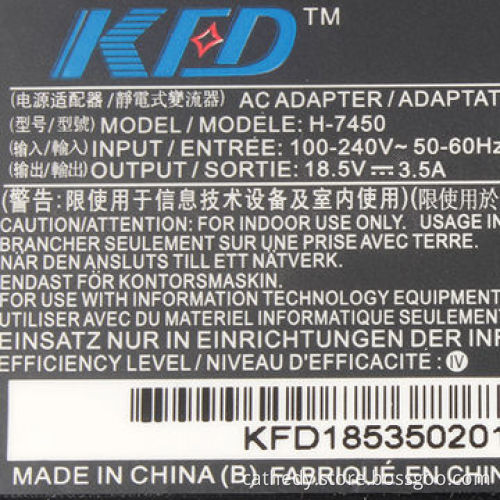 KFD™
(电源适配器/靜電式變流器) AC ADAPTER / ADAPTAT
(型号/型號) MODEL / MODELE: H-7450
(输入/輸入) INPUT / ENTRÉE: 100-240V~ 50-60Hz
(输出/輸出) OUTPUT / SORTIE: 18.5V⎓3.5A
(警告:限使用于信息技术设备及室内使用)(限使用於
CAUTION/ATTENTION: FOR INDOOR USE ONLY. USAGE IN
BRANCHER SEULEMENT SUR UNE PRISE AVEC TERRE.
NÄR DEN ANSLUTS TILL ETT NÄTVERK.
ENDAST FÖR KONTORSMASKIN.
FOR USE WITH INFORMATION TECHNOLOGY EQUIPMENT
UTILISER AVEC DU MATERIEL INFORMATIQUE SEULEMENT
EINSATZ NUR IN EINRICHTUNGEN DER INF
EFFICIENCY LEVEL / NIVEAU D'EFFICACITE : IV
KFD185350201
MADE IN CHINA (B) FABRIQUÉ EN CHIN
cathedy.store.bossgoo.com